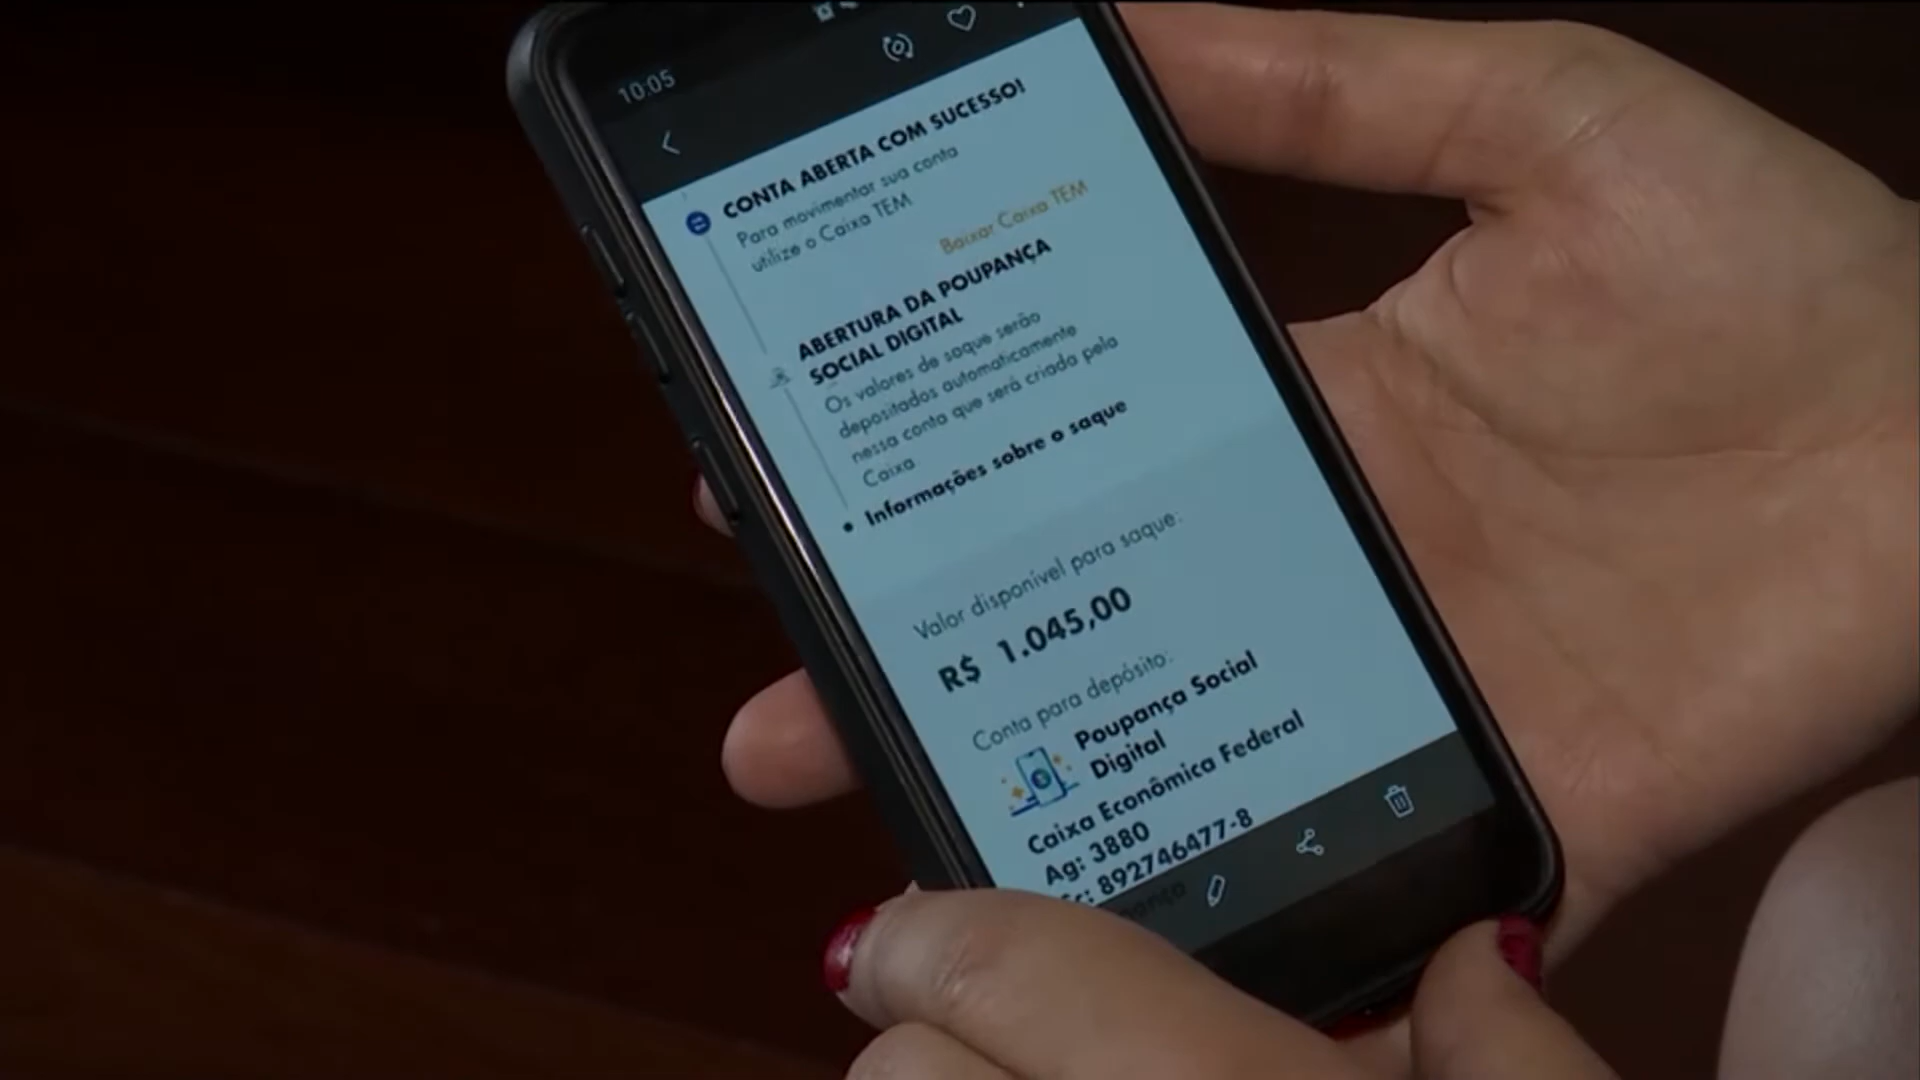 10:05
CONTA ABERTA COM SUCESSO!
Para movimentar sua conta
utilize o Caixa TEM
Baixar Caixa TEM
ABERTURA DA POUPANÇA
SOCIAL DIGITAL
Os valores de saque serão
depositados automaticamente
nessa conta que será criada pela
Caixa
Informações sobre o saque
Valor disponível para saque:
R$ 1.045,00
Conta para depósito:
Poupança Social
Digital
Caixa Econômica Federal
Ag: 3880
892746477-8